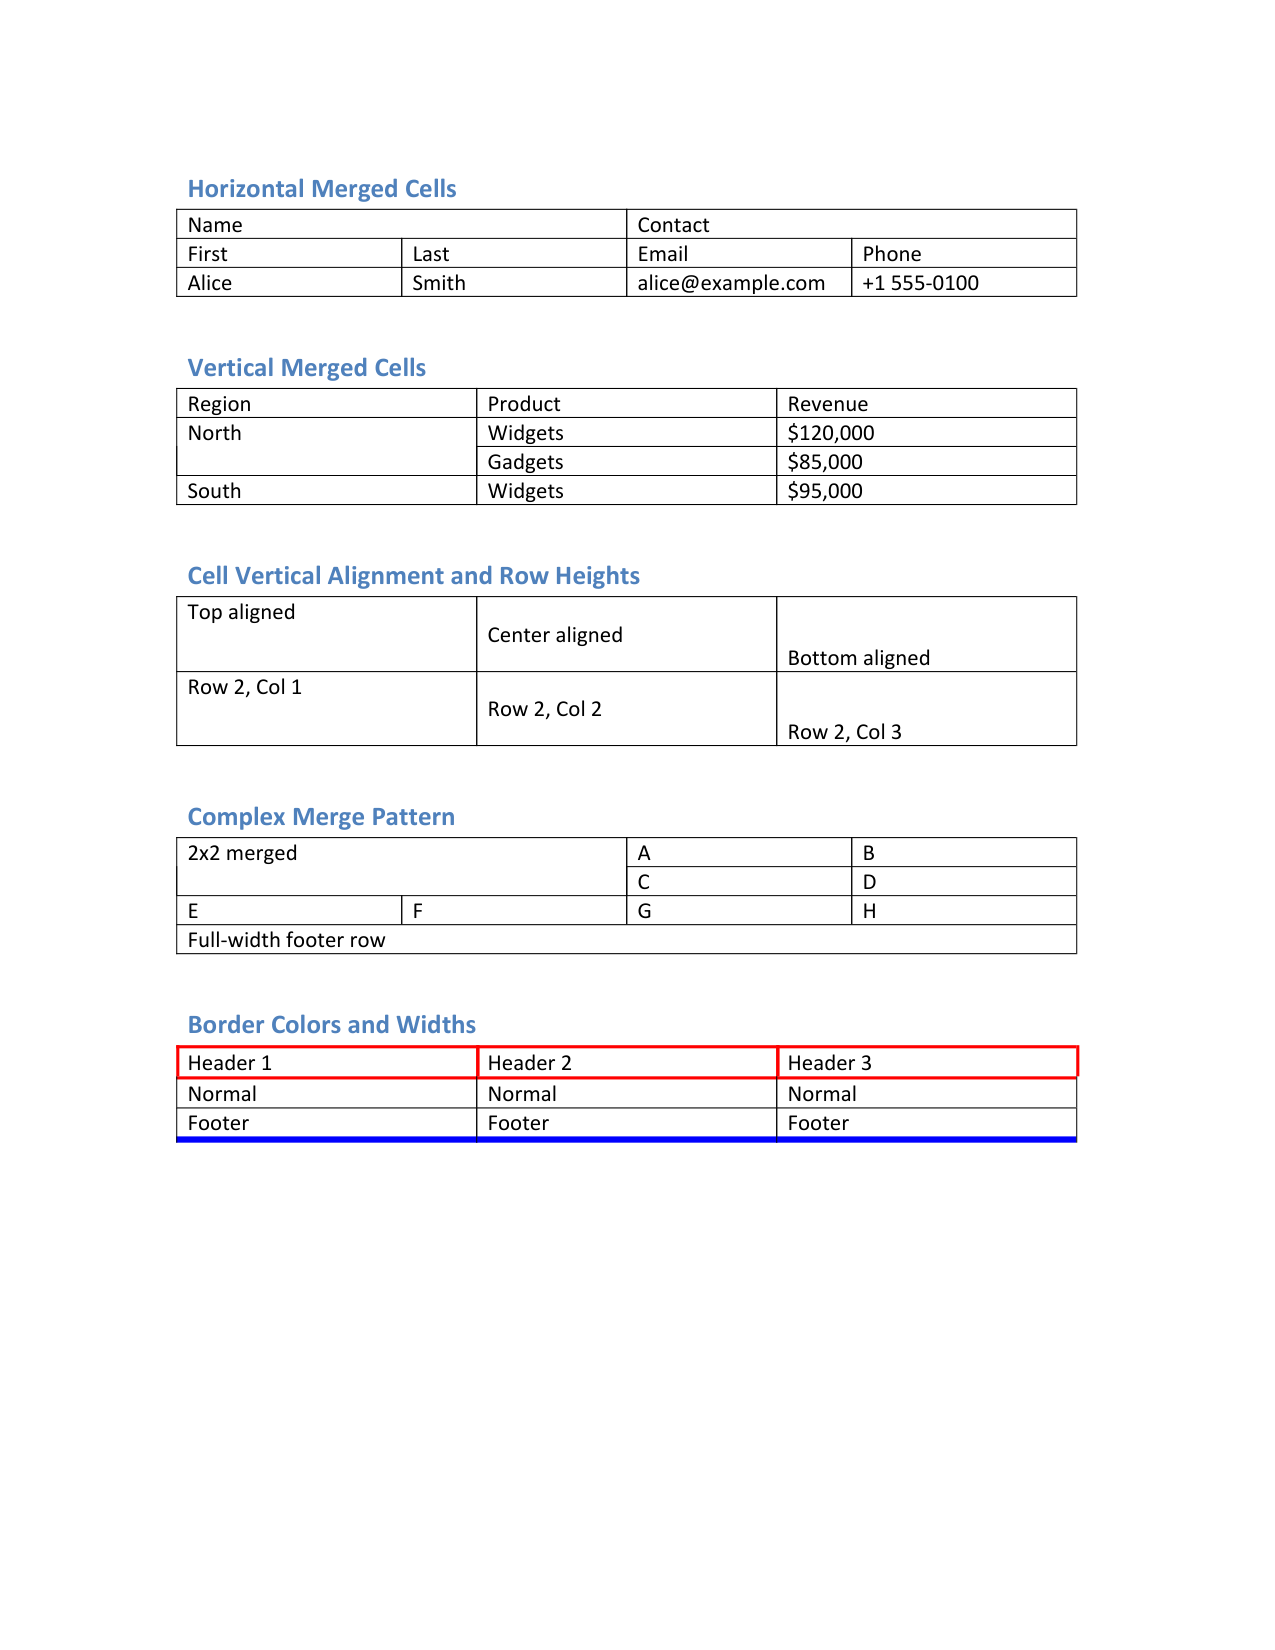 Horizontal Merged Cells
Name Contact
First Last Email Phone
Alice Smith alice@example.com +1 555-0100
Vertical Merged Cells
Region Product Revenue
North Widgets $120,000
Gadgets $85,000
South Widgets $95,000
Cell Vertical Alignment and Row Heights
Top aligned
Center aligned
Bottom aligned
Row 2, Col 1
Row 2, Col 2
Row 2, Col 3
Complex Merge Pattern
2x2 merged A B
C D
E F G H
Full-width footer row
Border Colors and Widths
Header 1 Header 2 Header 3
Normal Normal Normal
Footer Footer Footer